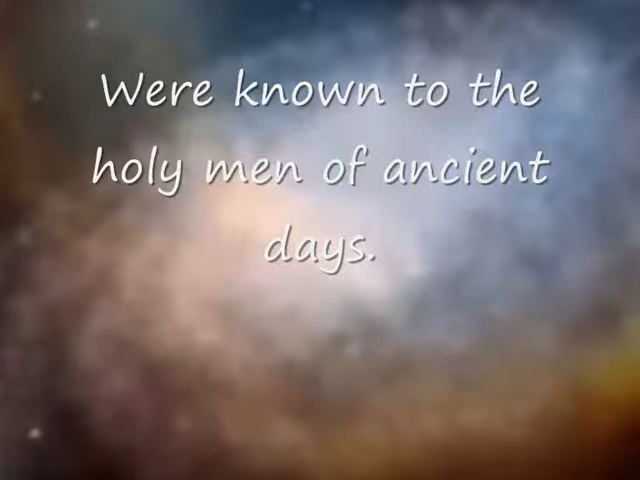 Were known to the
holy men of ancient
days.